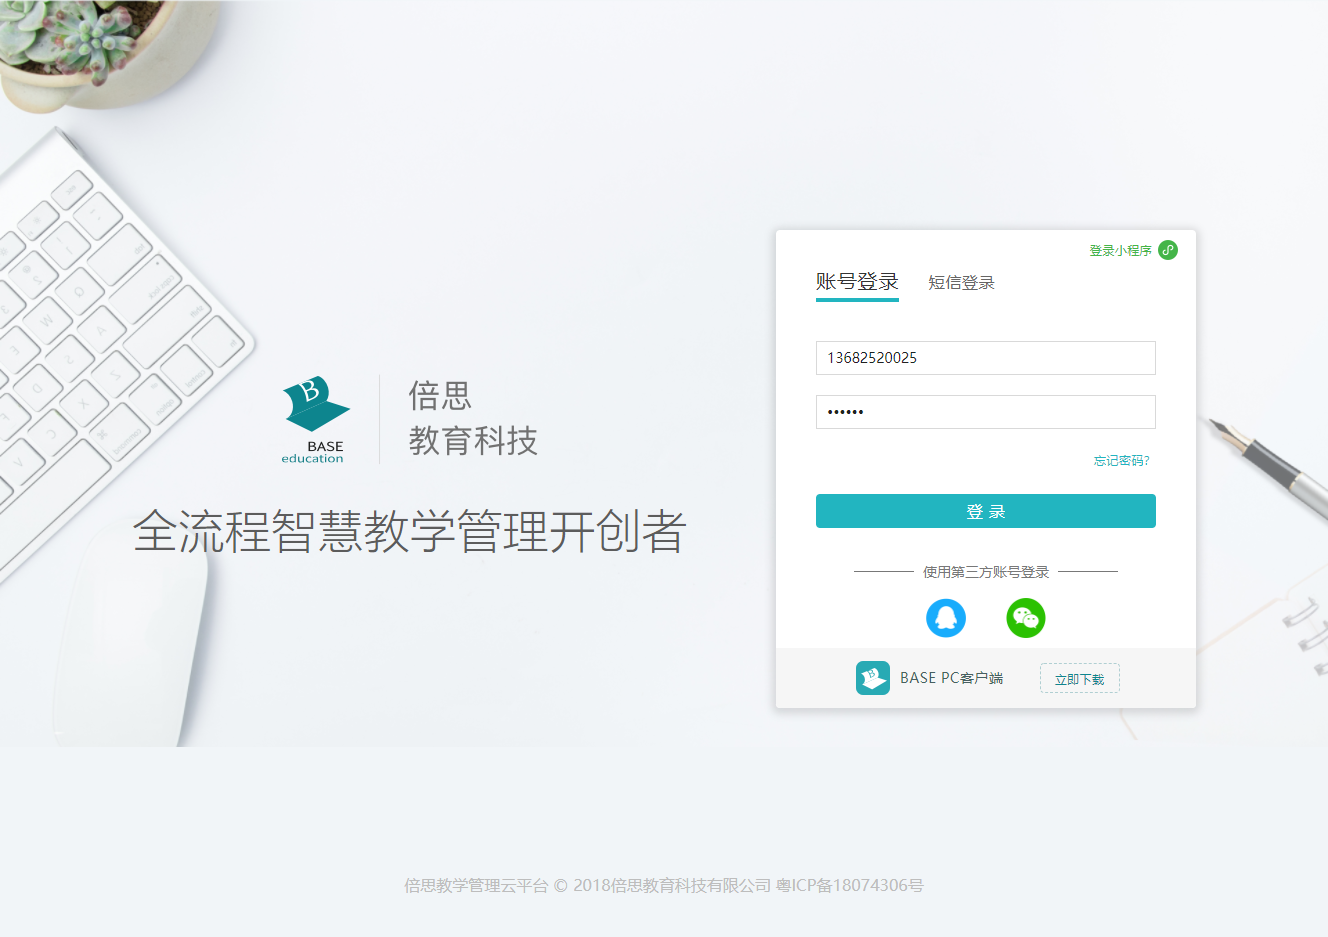 登录小程序
账号登录 短信登录
13682520025
••••••
忘记密码?
登 录
使用第三方账号登录
BASE PC客户端 立即下载
B
BASE
education
倍思
教育科技
全流程智慧教学管理开创者
倍思教学管理云平台 © 2018倍思教育科技有限公司 粤ICP备18074306号